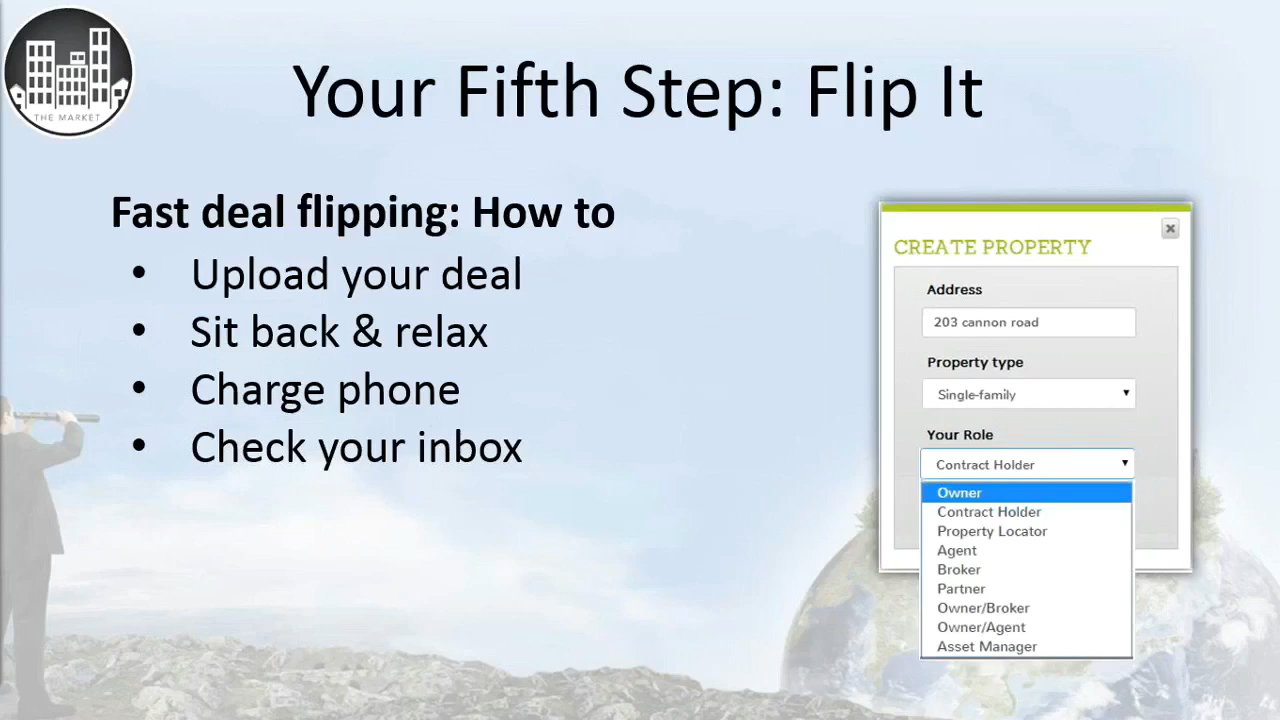 THE MARKET
Your Fifth Step: Flip It
Fast deal flipping: How to
• Upload your deal
• Sit back & relax
• Charge phone
• Check your inbox
CREATE PROPERTY
Address
203 cannon road
Property type
Single-family
Your Role
Contract Holder
Owner
Contract Holder
Property Locator
Agent
Broker
Partner
Owner/Broker
Owner/Agent
Asset Manager